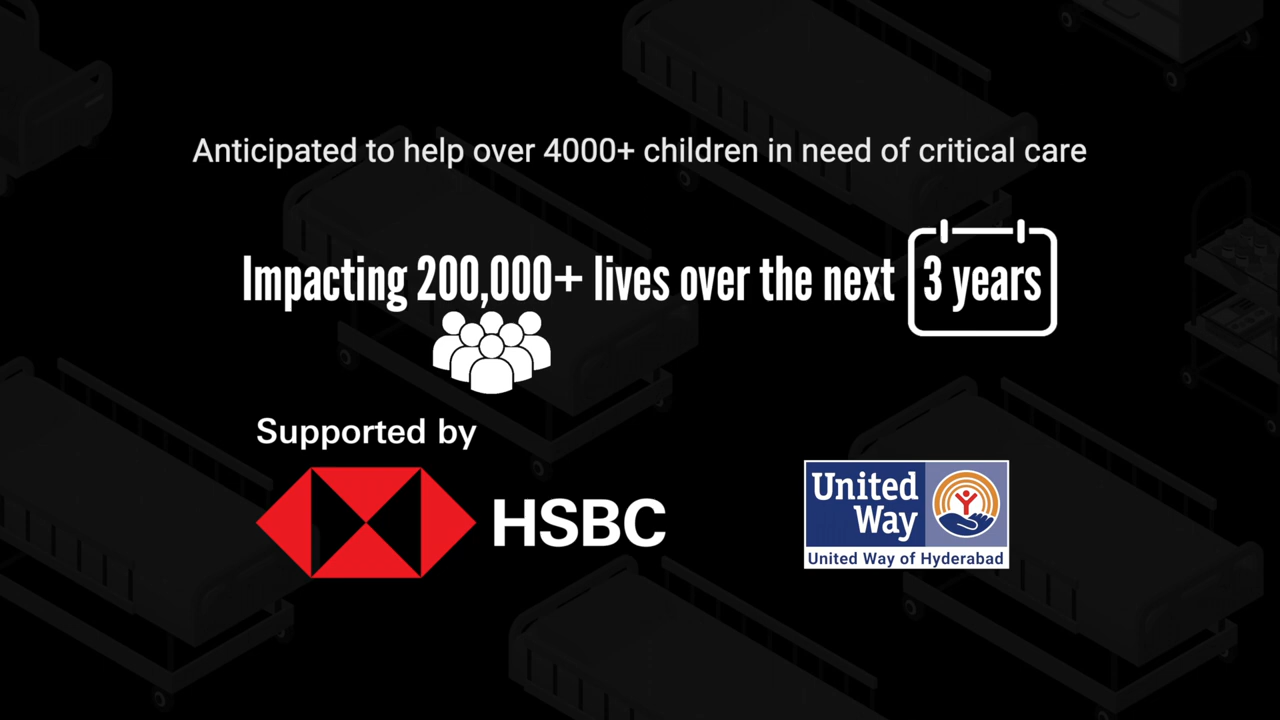 Anticipated to help over 4000+ children in need of critical care
Impacting 200,000+ lives over the next 3 years
Supported by
HSBC
United
Way
United Way of Hyderabad